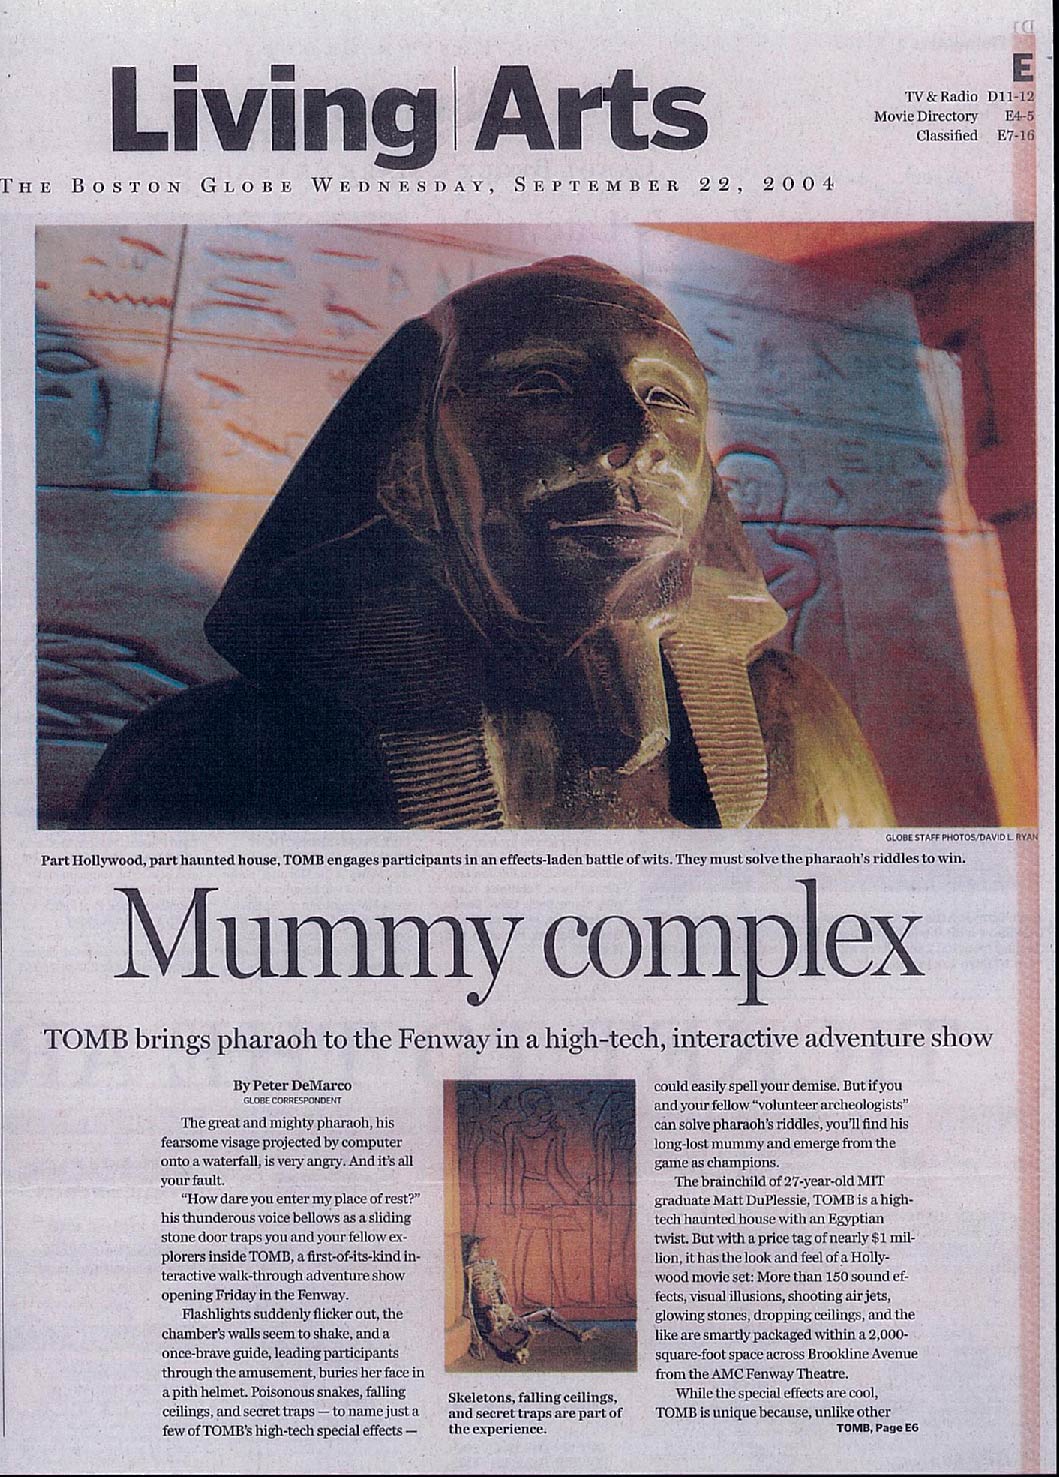 Living Arts
E
TV & Radio D11-12
Movie Directory E4-5
Classified E7-16
THE BOSTON GLOBE WEDNESDAY, SEPTEMBER 22, 2004
GLOBE STAFF PHOTOS/DAVID L. RYAN
Part Hollywood, part haunted house, TOMB engages participants in an effects-laden battle of wits. They must solve the pharaoh's riddles to win.
Mummy complex
TOMB brings pharaoh to the Fenway in a high-tech, interactive adventure show
By Peter DeMarco
GLOBE CORRESPONDENT
The great and mighty pharaoh, his
fearsome visage projected by computer
onto a waterfall, is very angry. And it's all
your fault.
"How dare you enter my place of rest?"
his thunderous voice bellows as a sliding
stone door traps you and your fellow ex-
plorers inside TOMB, a first-of-its-kind in-
teractive walk-through adventure show
opening Friday in the Fenway.
Flashlights suddenly flicker out, the
chamber's walls seem to shake, and a
once-brave guide, leading participants
through the amusement, buries her face in
a pith helmet. Poisonous snakes, falling
ceilings, and secret traps — to name just a
few of TOMB's high-tech special effects —
Skeletons, falling ceilings,
and secret traps are part of
the experience.
could easily spell your demise. But if you
and your fellow "volunteer archeologists"
can solve pharaoh's riddles, you'll find his
long-lost mummy and emerge from the
game as champions.
The brainchild of 27-year-old MIT
graduate Matt DuPlessie, TOMB is a high-
tech haunted house with an Egyptian
twist. But with a price tag of nearly $1 mil-
lion, it has the look and feel of a Holly-
wood movie set: More than 150 sound ef-
fects, visual illusions, shooting air jets,
glowing stones, dropping ceilings, and the
like are smartly packaged within a 2,000-
square-foot space across Brookline Avenue
from the AMC Fenway Theatre.
While the special effects are cool,
TOMB is unique because, unlike other
TOMB, Page E6